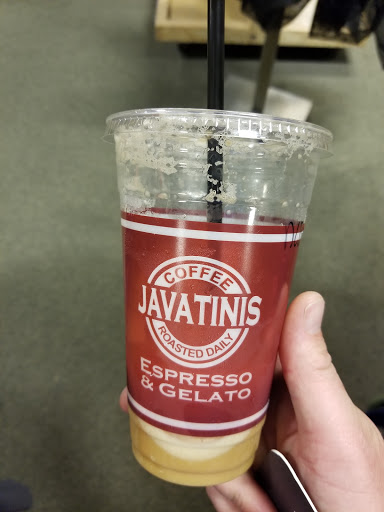 COFFEE
JAVATINIS
ROASTED DAILY
ESPRESSO
& GELATO